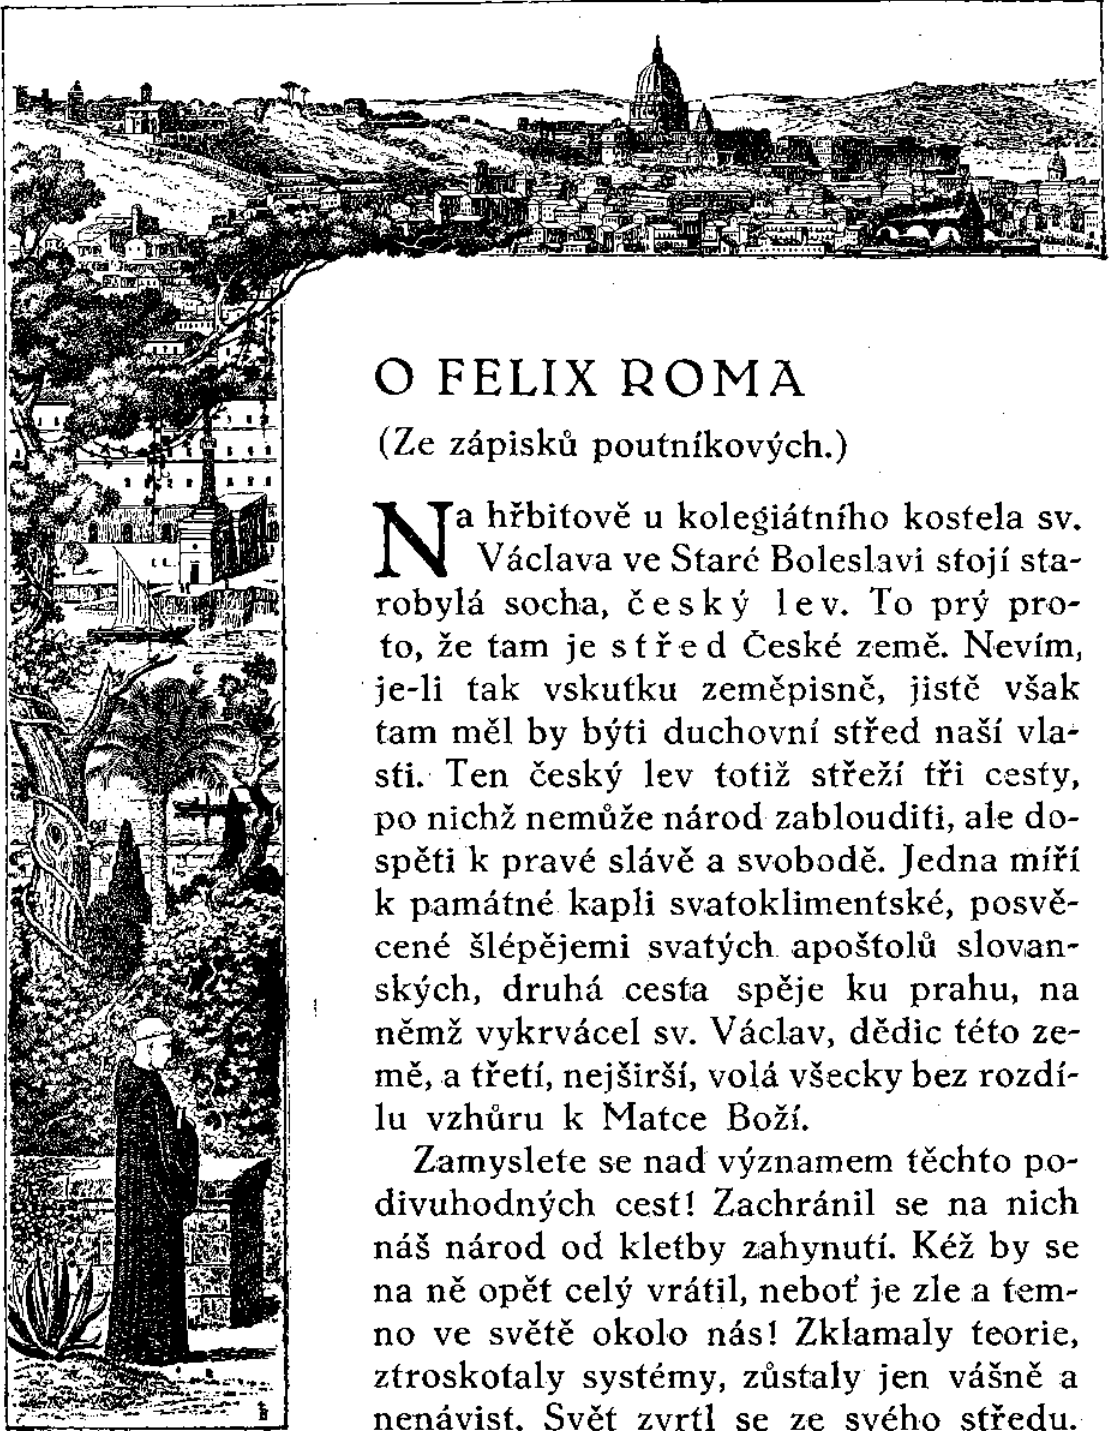 O FELIX ROMA
(Ze zápisků poutníkových.)
Na hřbitově u kolegiátního kostela sv.
Václava ve Staré Boleslavi stojí sta-
robylá socha, český lev. To prý pro-
to, že tam je střed České země. Nevím,
je-li tak vskutku zeměpisně, jistě však
tam měl by býti duchovní střed naší vla-
sti. Ten český lev totiž střeží tři cesty,
po nichž nemůže národ zablouditi, ale do-
spěti k pravé slávě a svobodě. Jedna míří
k památné kapli svatoklimentské, posvě-
cené šlépějemi svatých apoštolů slovan-
ských, druhá cesta spěje ku prahu, na
němž vykrvácel sv. Václav, dědic této ze-
mě, a třetí, nejširší, volá všecky bez rozdí-
lu vzhůru k Matce Boží.
Zamyslete se nad významem těchto po-
divuhodných cest! Zachránil se na nich
náš národ od kletby zahynutí. Kéž by se
na ně opět celý vrátil, neboť je zle a tem-
no ve světě okolo nás! Zklamaly teorie,
ztroskotaly systémy, zůstaly jen vášně a
nenávist. Svět zvrtl se ze svého středu.